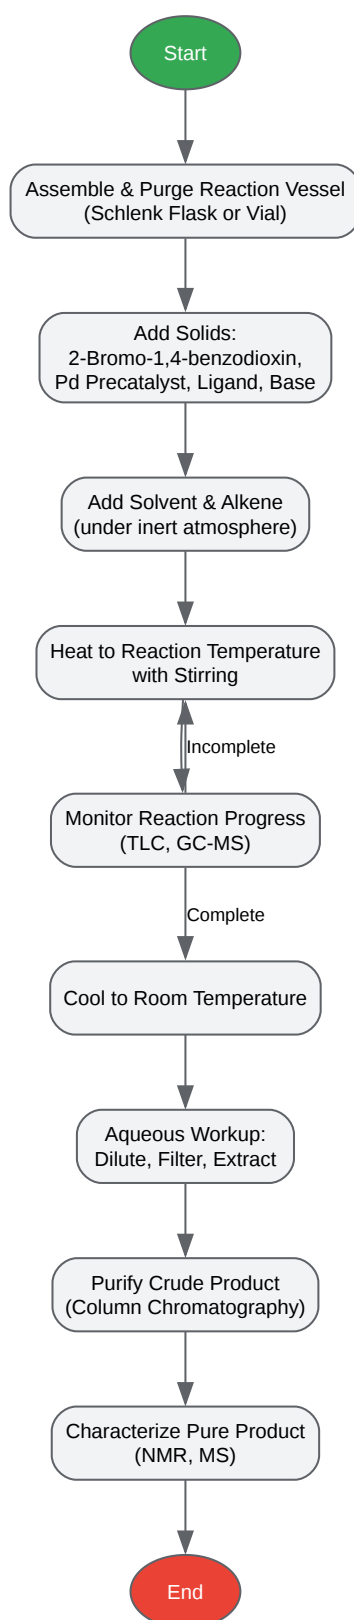 Start
Assemble & Purge Reaction Vessel
(Schlenk Flask or Vial)
Add Solids:
2-Bromo-1,4-benzodioxin,
Pd Precatalyst, Ligand, Base
Add Solvent & Alkene
(under inert atmosphere)
Heat to Reaction Temperature
with Stirring
Incomplete
Monitor Reaction Progress
(TLC, GC-MS)
Complete
Cool to Room Temperature
Aqueous Workup:
Dilute, Filter, Extract
Purify Crude Product
(Column Chromatography)
Characterize Pure Product
(NMR, MS)
End